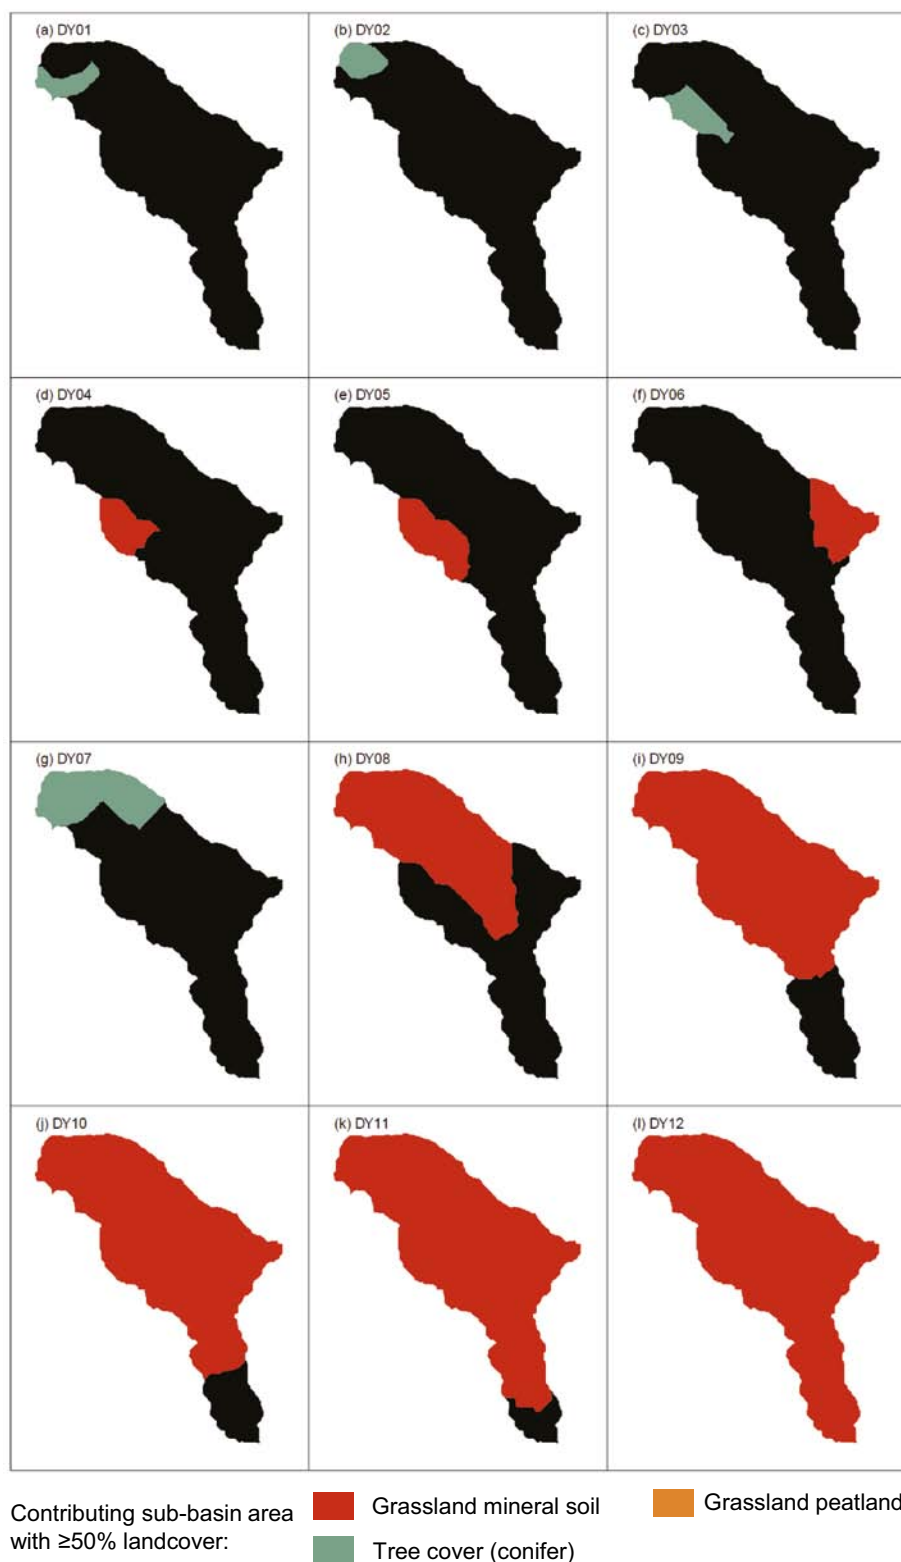 (a) DY01
(b) DY02
(c) DY03
(d) DY04
(e) DY05
(f) DY06
(g) DY07
(h) DY08
(i) DY09
(j) DY10
(k) DY11
(l) DY12
Contributing sub-basin area
with ≥50% landcover:
Grassland mineral soil
Grassland peatland
Tree cover (conifer)